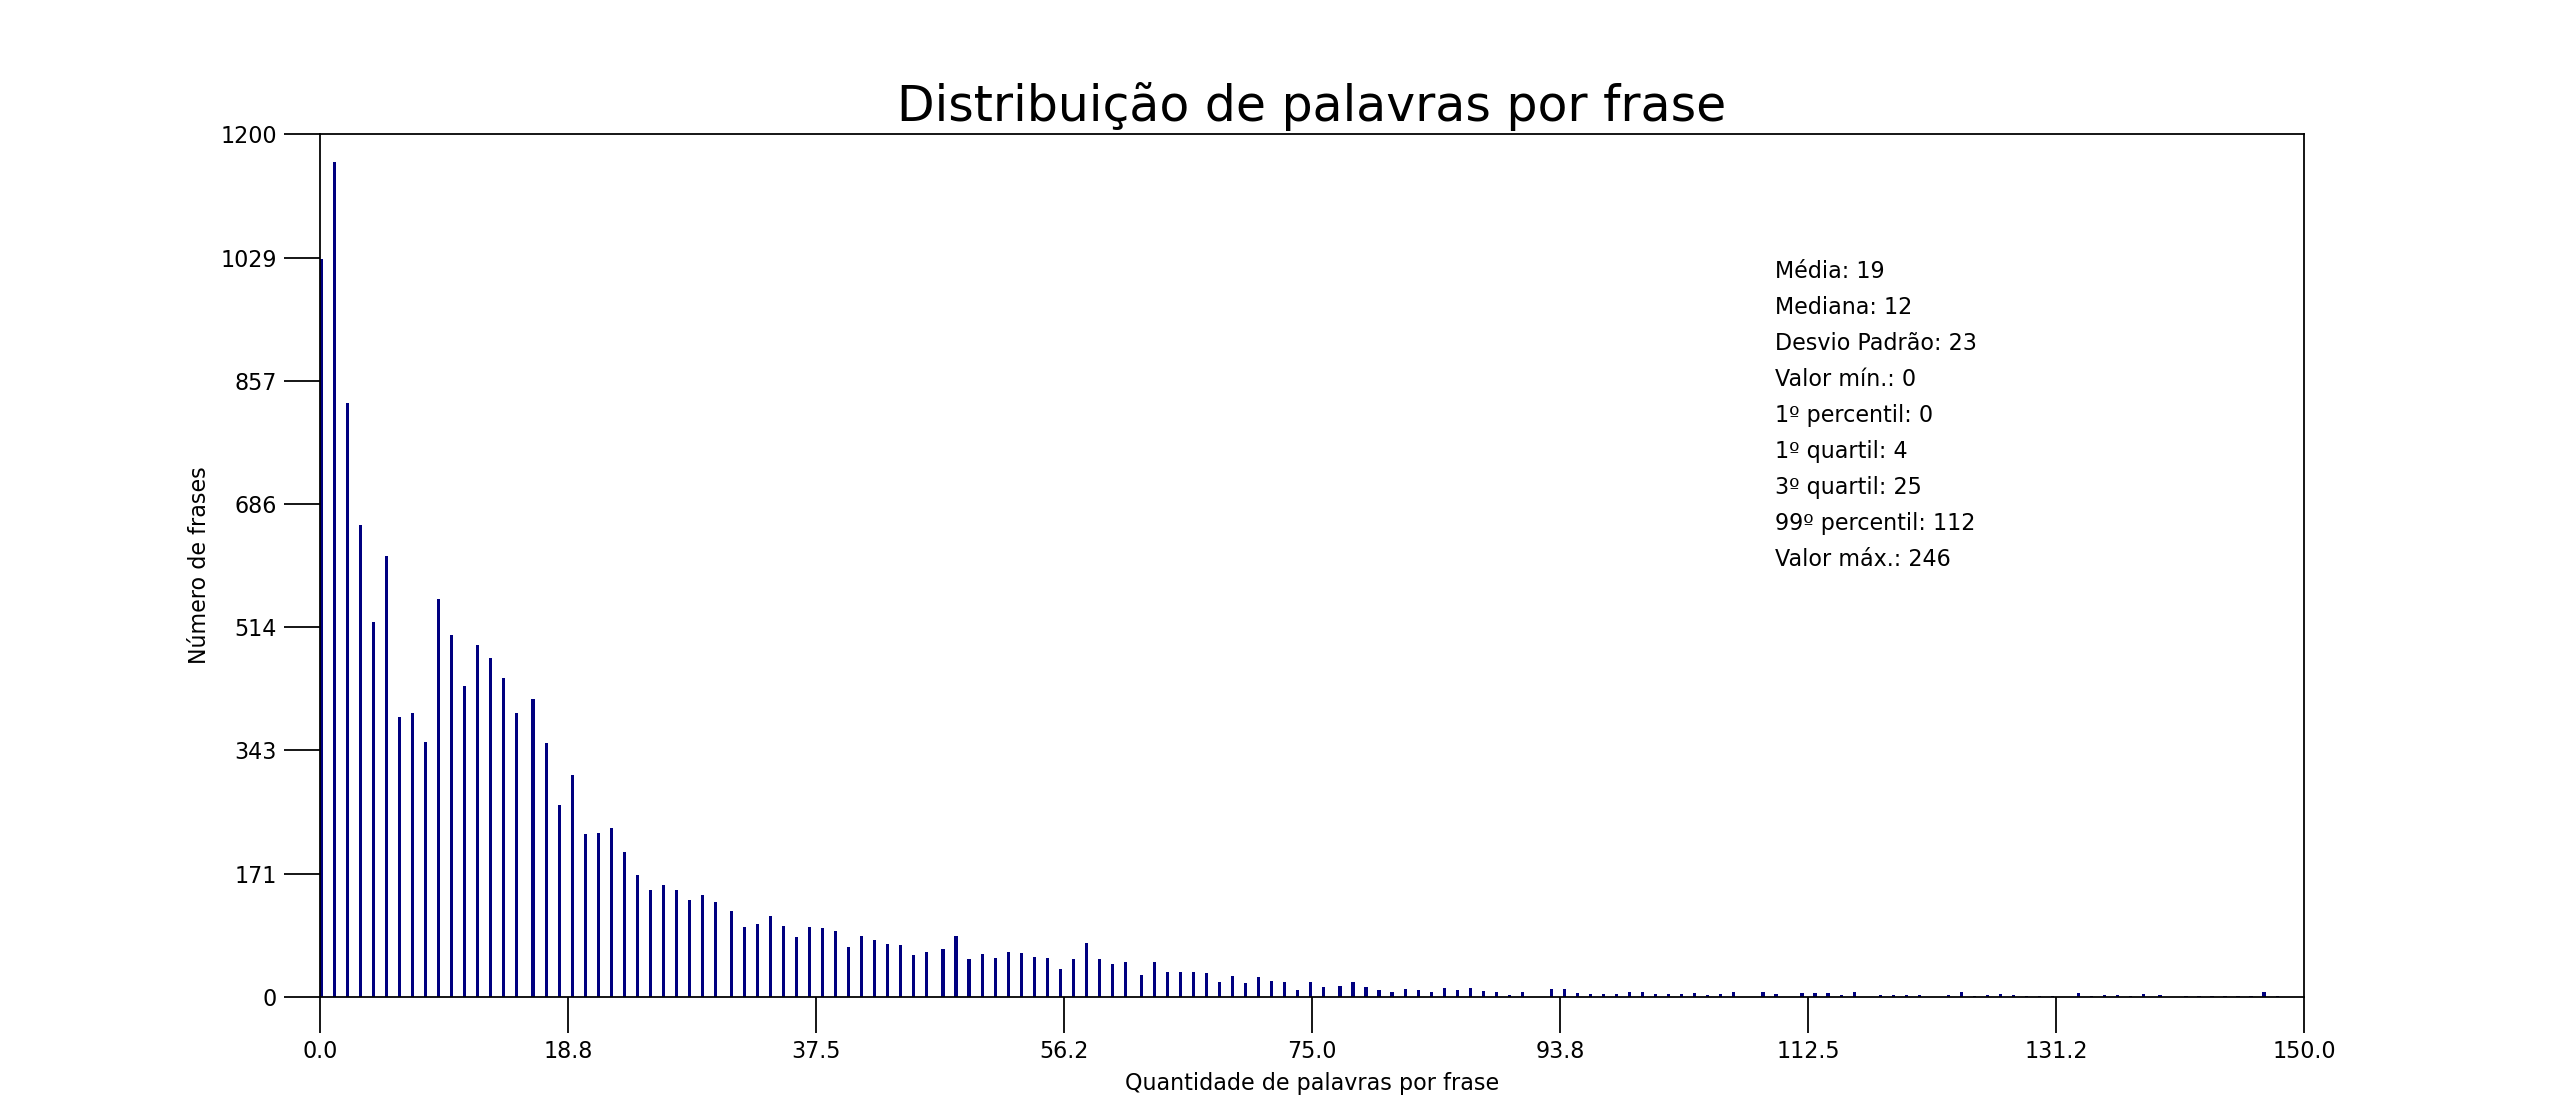 Distribuição de palavras por frase
1200
1029
857
686
514
343
171
0
Número de frases
Média: 19
Mediana: 12
Desvio Padrão: 23
Valor mín.: 0
1º percentil: 0
1º quartil: 4
3º quartil: 25
99º percentil: 112
Valor máx.: 246
0.0 18.8 37.5 56.2 75.0 93.8 112.5 131.2 150.0
Quantidade de palavras por frase